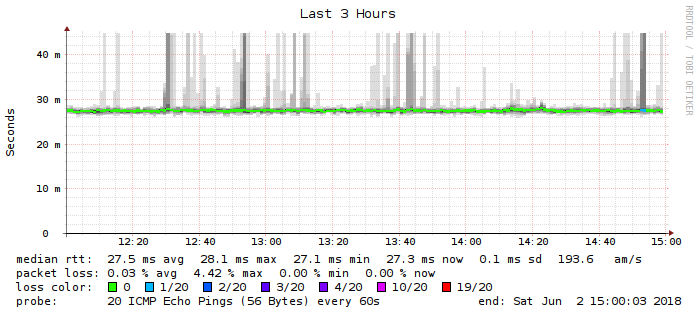 Last 3 Hours
RRDTOOL / TOBI OETIKER
Seconds
40 m
30 m
20 m
10 m
0
12:20 12:40 13:00 13:20 13:40 14:00 14:20 14:40 15:00
median rtt: 27.5 ms avg 28.1 ms max 27.1 ms min 27.3 ms now 0.1 ms sd 193.6 am/s
packet loss: 0.03 % avg 4.42 % max 0.00 % min 0.00 % now
loss color: 0 1/20 2/20 3/20 4/20 10/20 19/20
probe: 20 ICMP Echo Pings (56 Bytes) every 60s end: Sat Jun 2 15:00:03 2018